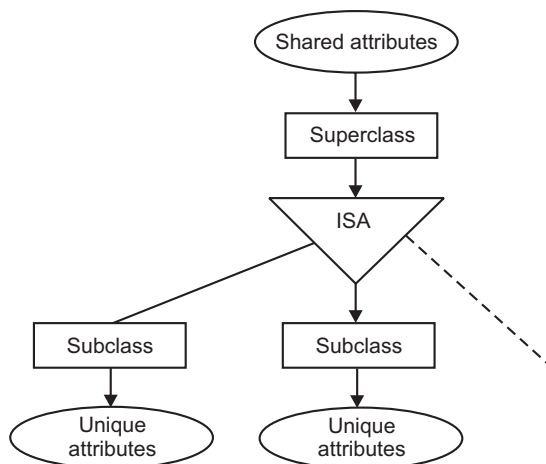 Shared attributes
Superclass
ISA
Subclass
Subclass
Unique
attributes
Unique
attributes